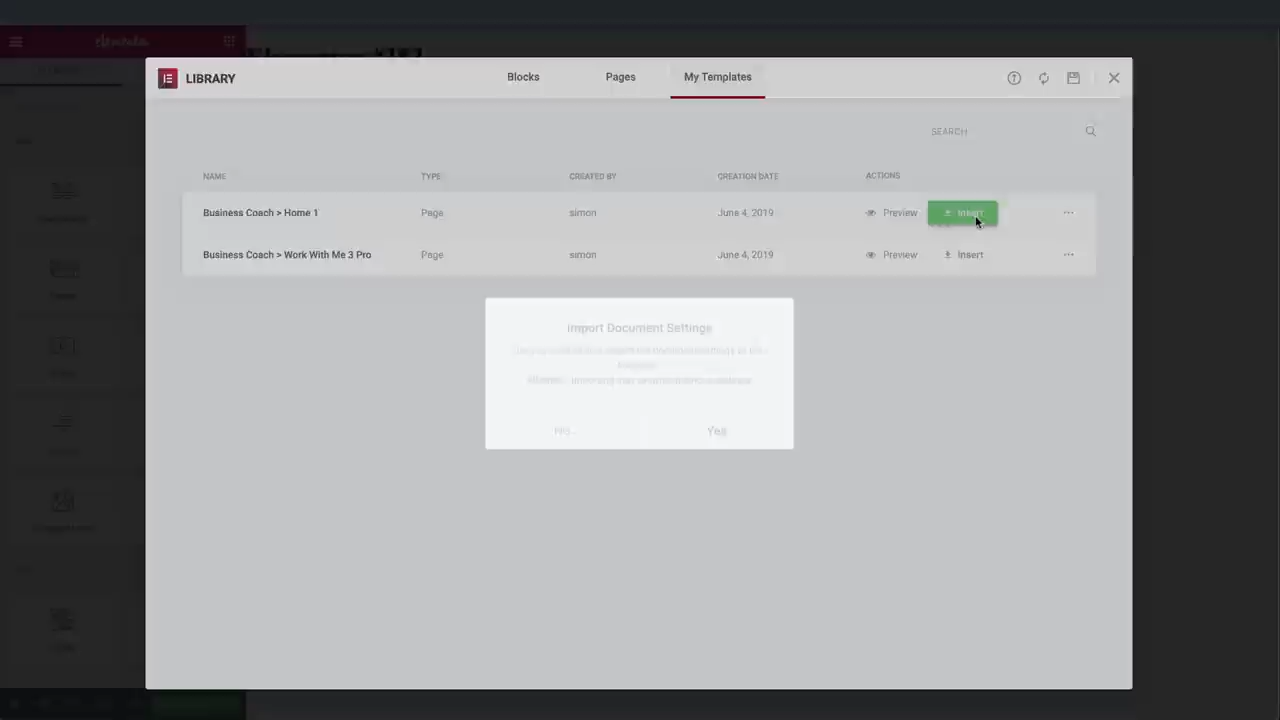 elementor
LIBRARY
Blocks
Pages
My Templates
SEARCH
NAME
TYPE
CREATED BY
CREATION DATE
ACTIONS
Business Coach > Home 1
Page
simon
June 4, 2019
Preview
Insert
Business Coach > Work With Me 3 Pro
Page
simon
June 4, 2019
Preview
Insert
Import Document Settings
No
Yes